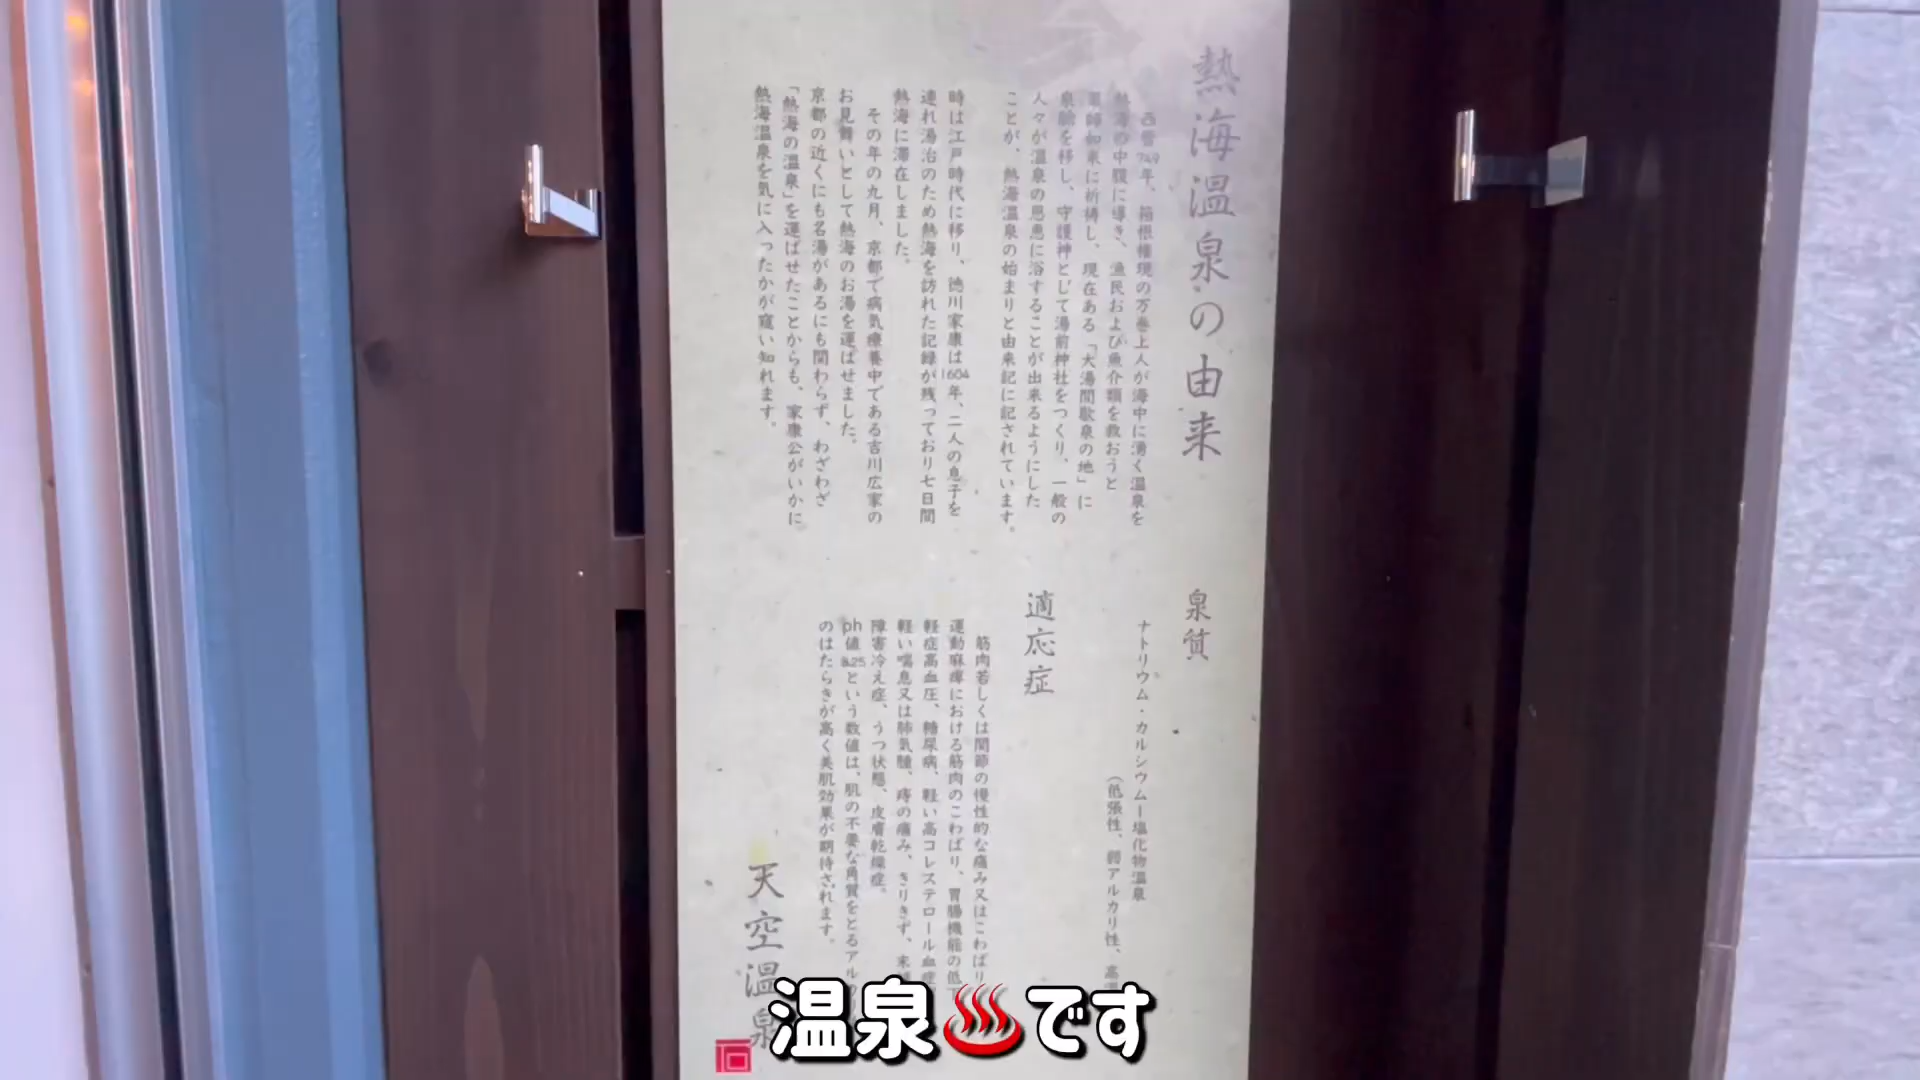 熱海温泉の由来
西暦749年、箱根権現の万巻上人が海中に湧く温泉を
熱海の中腹に導き、漁民および魚介類を救おうと
薬師如来に祈祷し、現在ある「大湯間歇泉の地」に
泉脈を移し、守護神として湯前神社をつくり、一般の
人々が温泉の恩恵に浴することが出来るようにした
ことが、熱海温泉の始まりと由来記に記されています。
時は江戸時代に移り、徳川家康は1604年、二人の息子を
連れ湯治のため熱海を訪れた記録が残っており七日間
熱海に滞在しました。
その年の九月、京都で病気療養中である吉川広家の
お見舞いとして熱海のお湯を運ばせました。
京都の近くにも名湯があるにも関わらず、わざわざ
「熱海の温泉」を運ばせたことからも、家康公がいかに
熱海温泉を気に入ったかが窺い知れます。
泉質
ナトリウム・カルシウムー塩化物温泉
(低張性、弱アルカリ性、高温
適応症
筋肉若しくは関節の慢性的な痛み又はこわばり
運動麻痺における筋肉のこわばり、胃腸機能の低下
軽症高血圧、糖尿病、軽い高コレステロール血症
軽い喘息又は肺気腫、痔の痛み、きりきず、末
障害冷え症、うつ状態、皮膚乾燥症。
ph値8.25という数値は、肌の不要な角質をとるアル
のはたらきが高く美肌効果が期待されます。
天空温泉
温泉♨️です